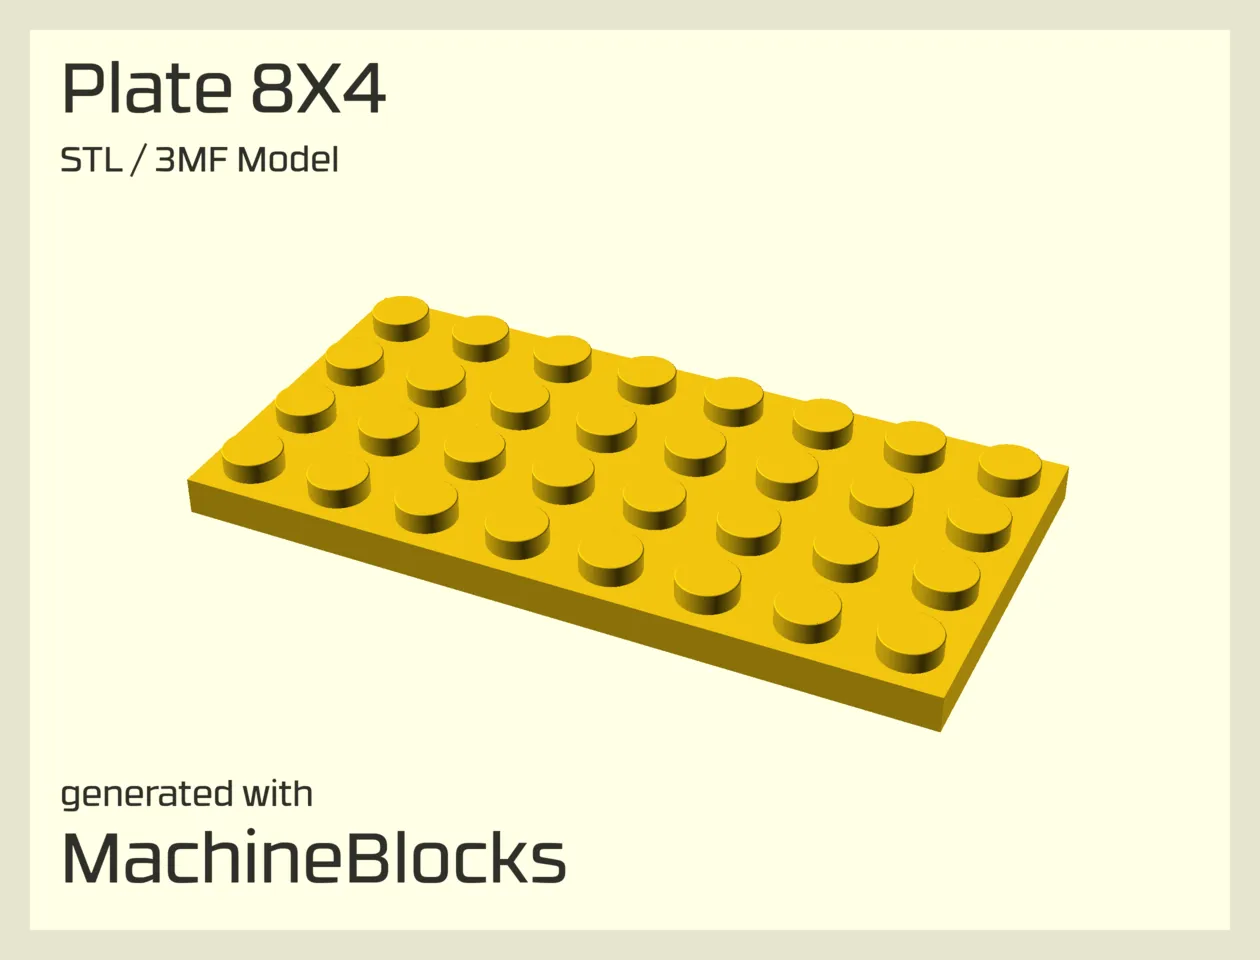 Plate 8X4
STL / 3MF Model
generated with
MachineBlocks